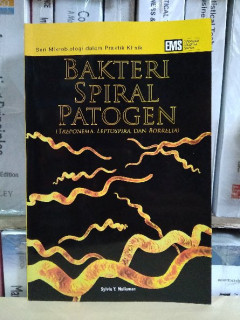 Seri Mikrobiologi dalam Praktik Klinik
EMS
BAKTERI
SPIRAL
PATOGEN
(TREPONEMA, LEPTOSPIRA, DAN BORRELIA)
Sylvia Y. Muliawan